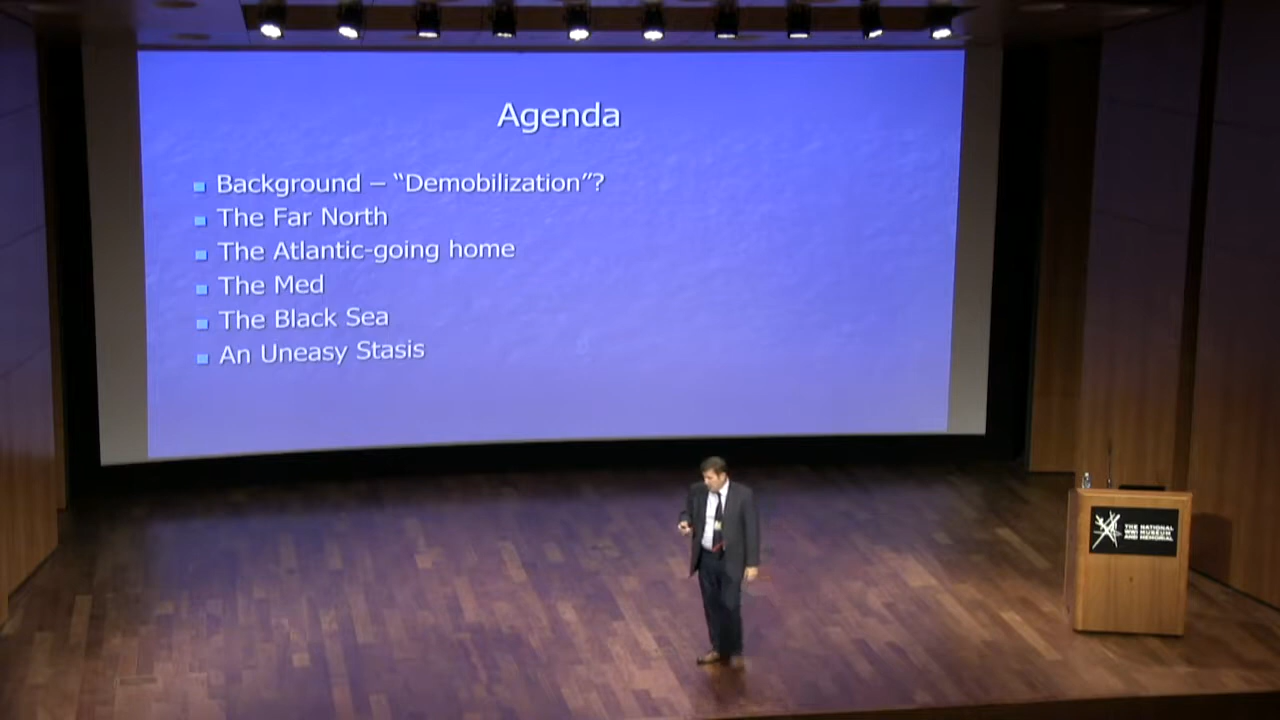 Agenda
Background – “Demobilization”?
The Far North
The Atlantic-going home
The Med
The Black Sea
An Uneasy Stasis
THE NATIONAL
WWI MUSEUM
AND MEMORIAL